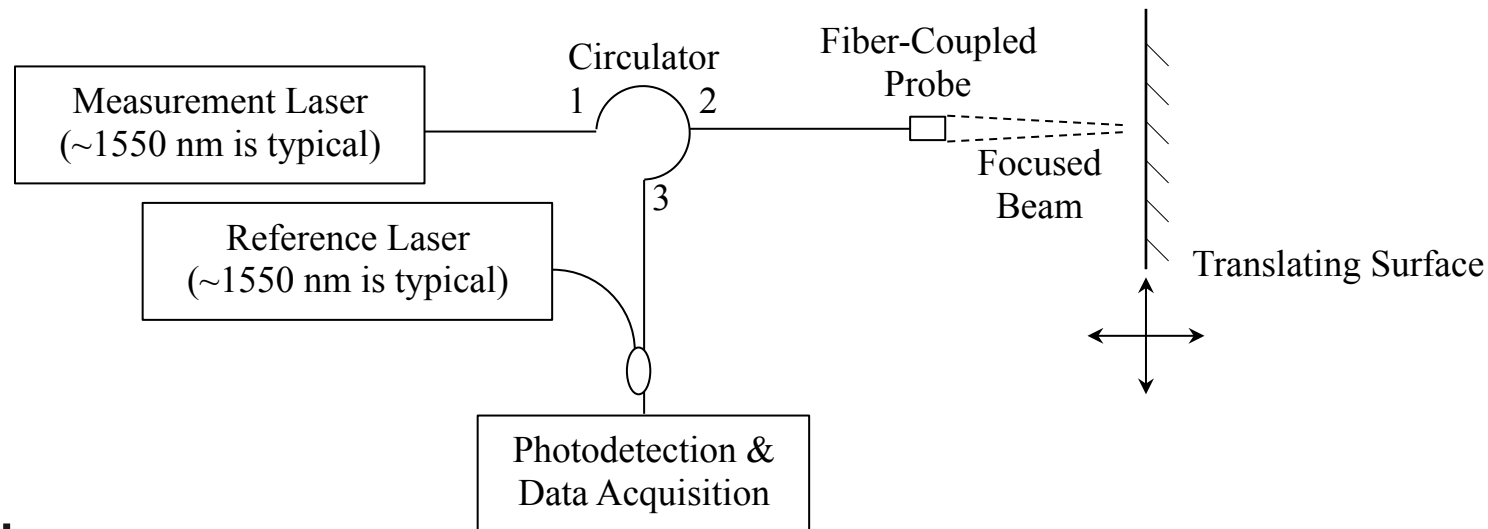 Measurement Laser
(~1550 nm is typical)
Circulator
1
2
3
Fiber-Coupled
Probe
Focused
Beam
Reference Laser
(~1550 nm is typical)
Translating Surface
Photodetection &
Data Acquisition